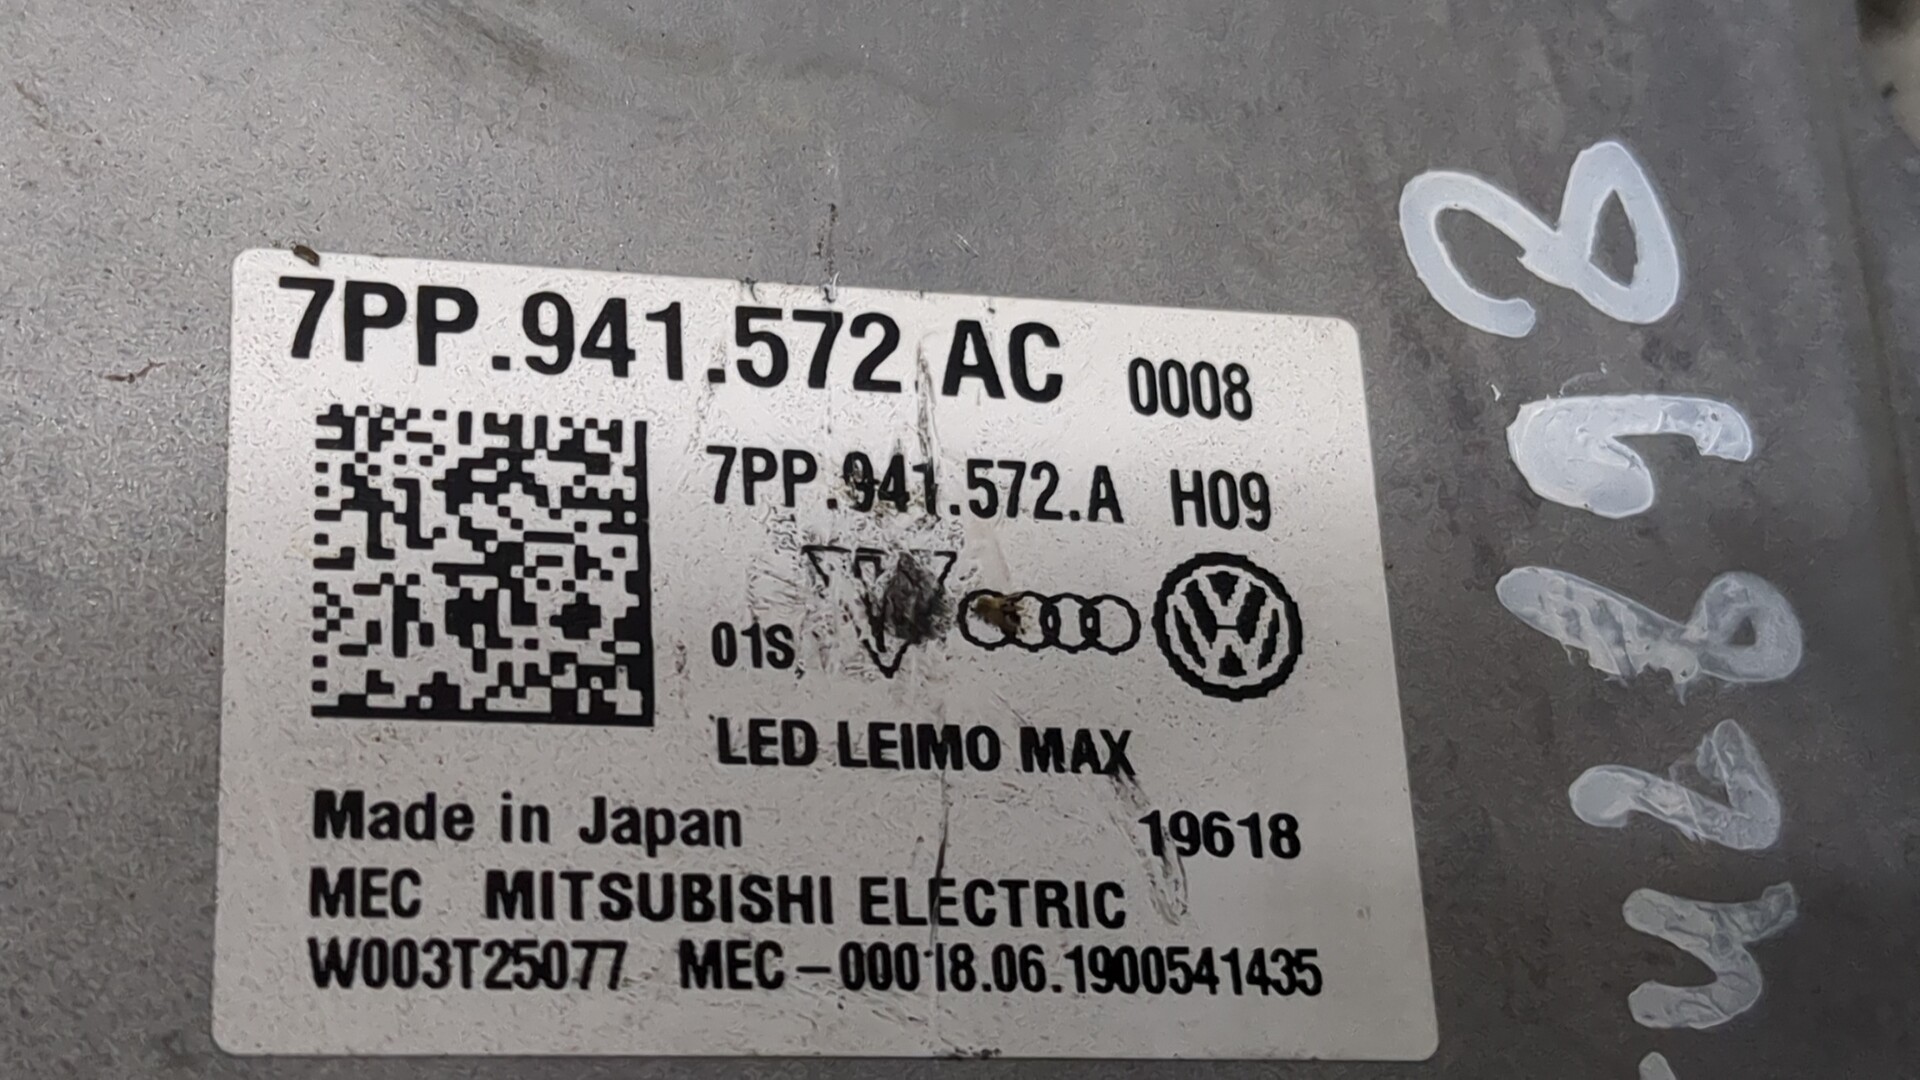 7PP.941.572 AC 0008
7PP.941.572.A H09
01S
LED LEIMO MAX
Made in Japan 19618
MEC MITSUBISHI ELECTRIC
W003T25077 MEC-00018.06.1900541435